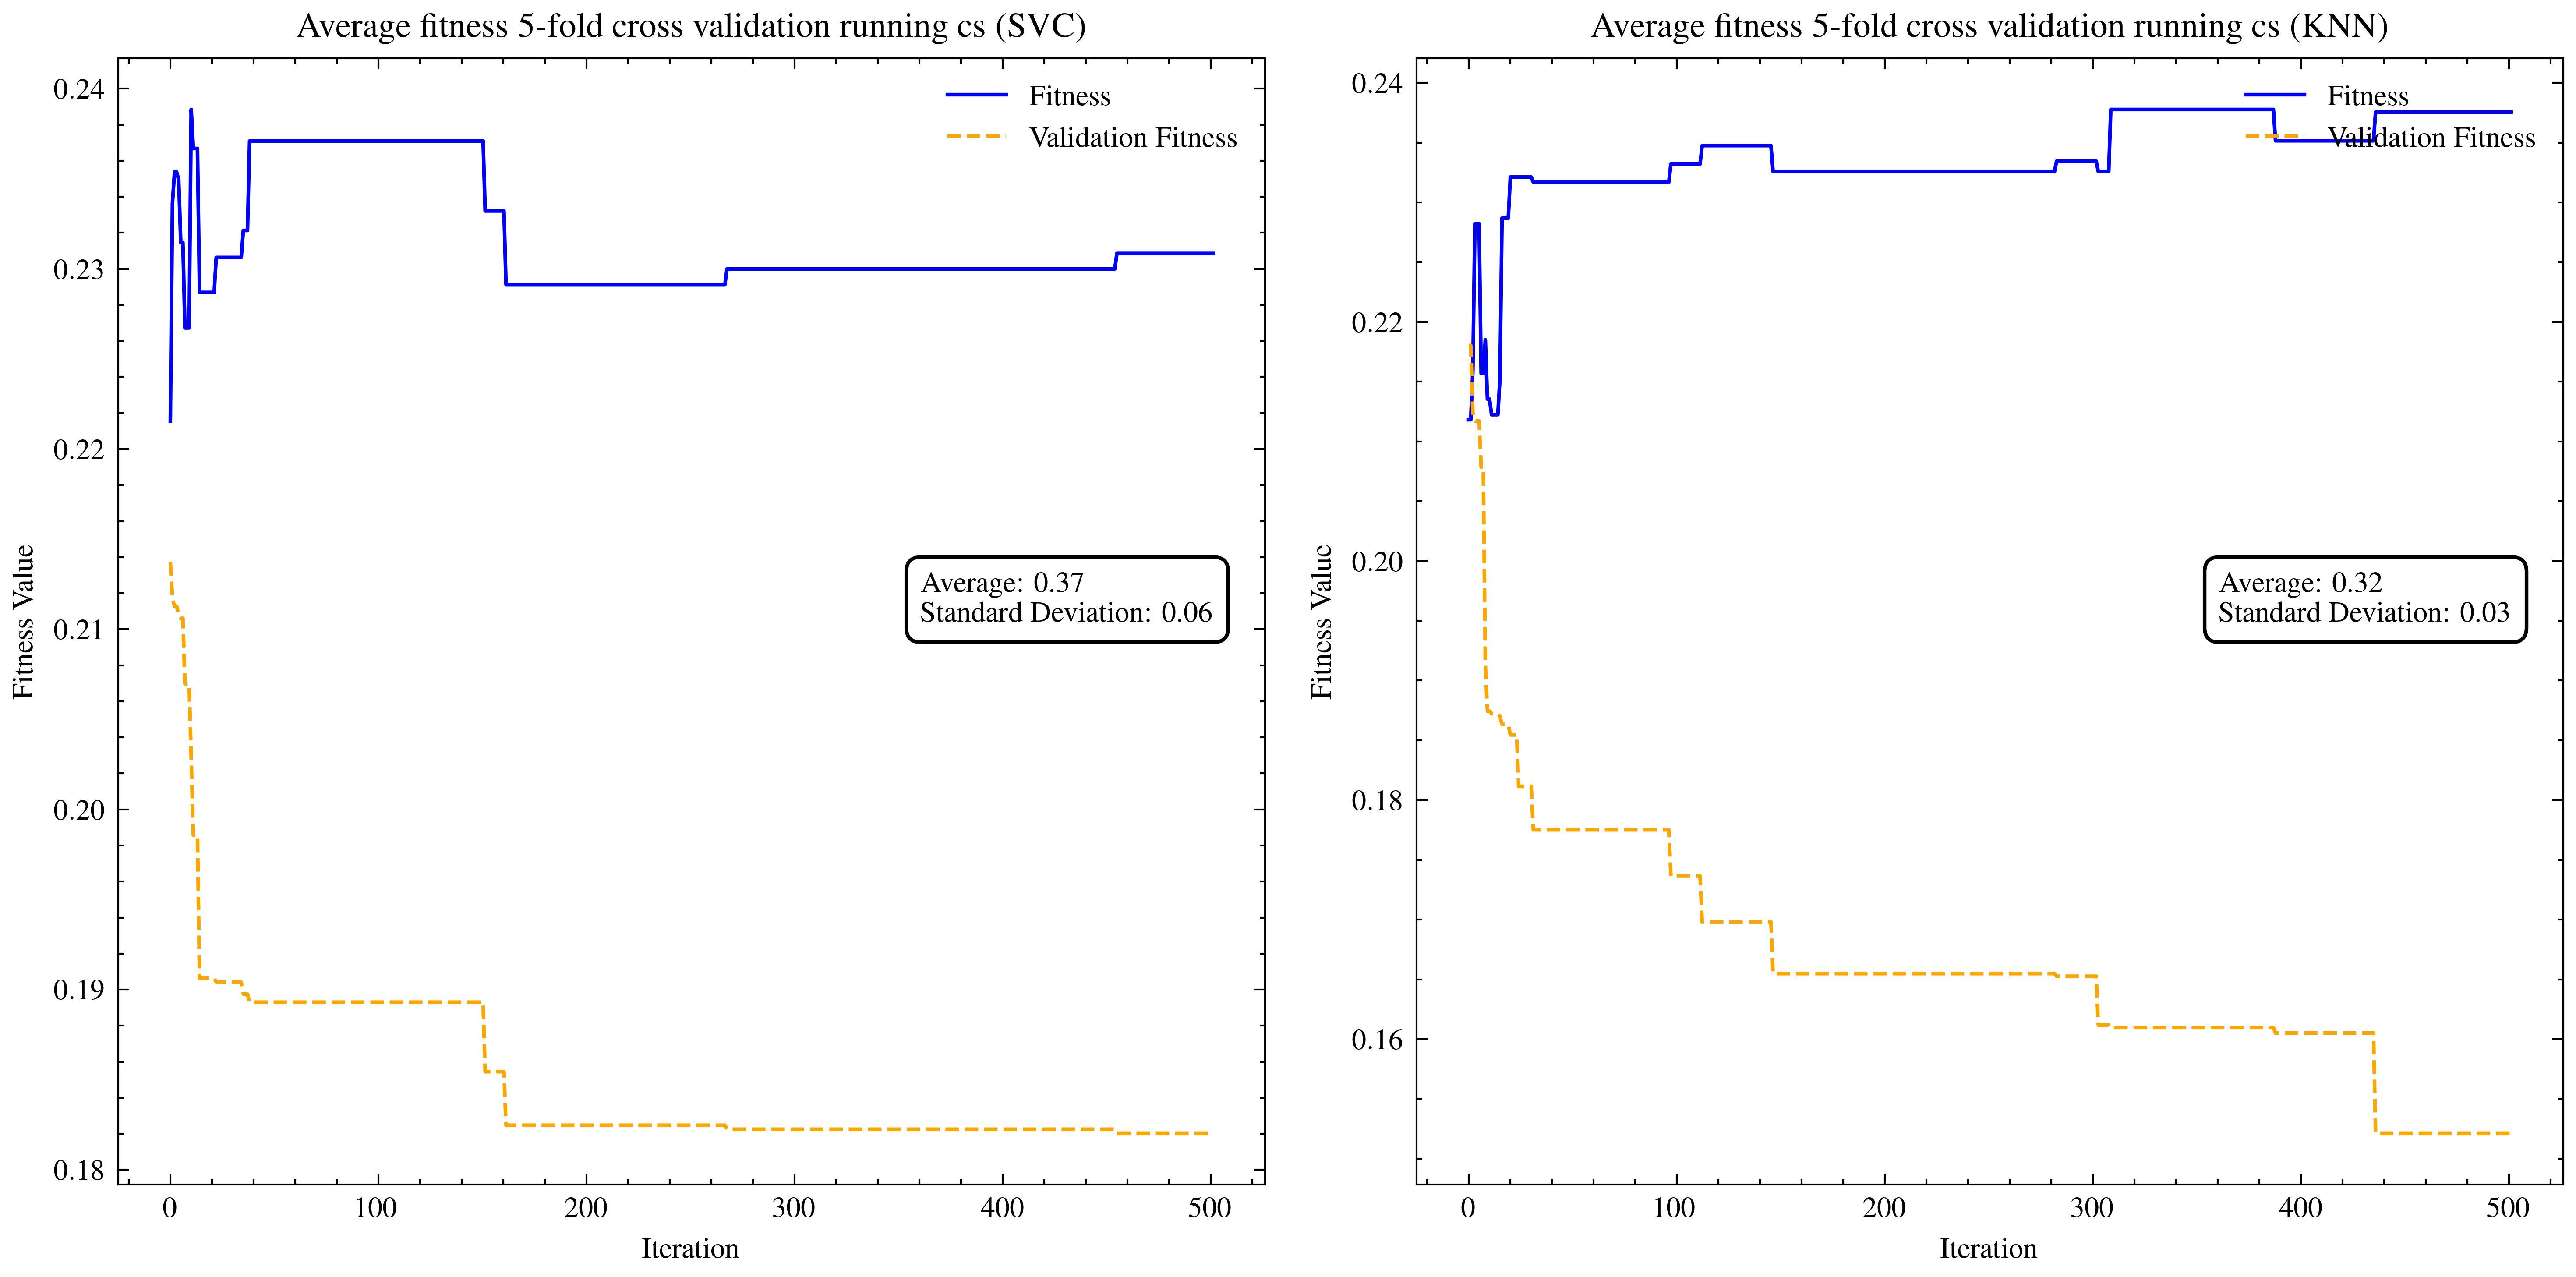 Average fitness 5-fold cross validation running cs (SVC)
0.24
0.23
0.22
0.21
0.20
0.19
0.18
Fitness Value
Fitness
Validation Fitness
Average: 0.37
Standard Deviation: 0.06
0 100 200 300 400 500
Iteration
Average fitness 5-fold cross validation running cs (KNN)
0.24
0.22
0.20
0.18
0.16
Fitness Value
Fitness
Validation Fitness
Average: 0.32
Standard Deviation: 0.03
0 100 200 300 400 500
Iteration